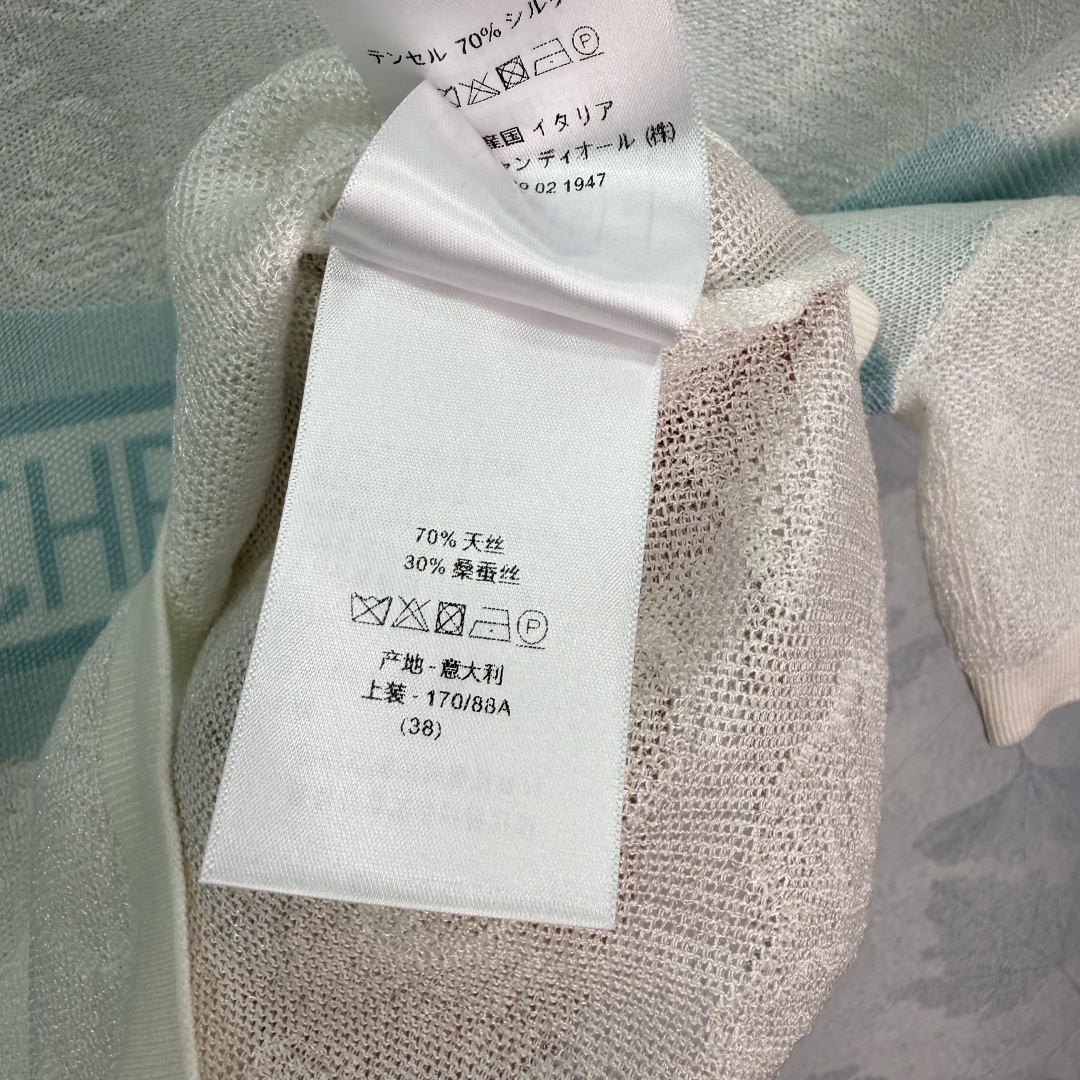 テンセル 70% シルク
産国 イタリア
ャンディオール (株)
02 1947
70% 天丝
30% 桑蚕丝
P
产地 - 意大利
上装 - 170/88A
(38)
CHR